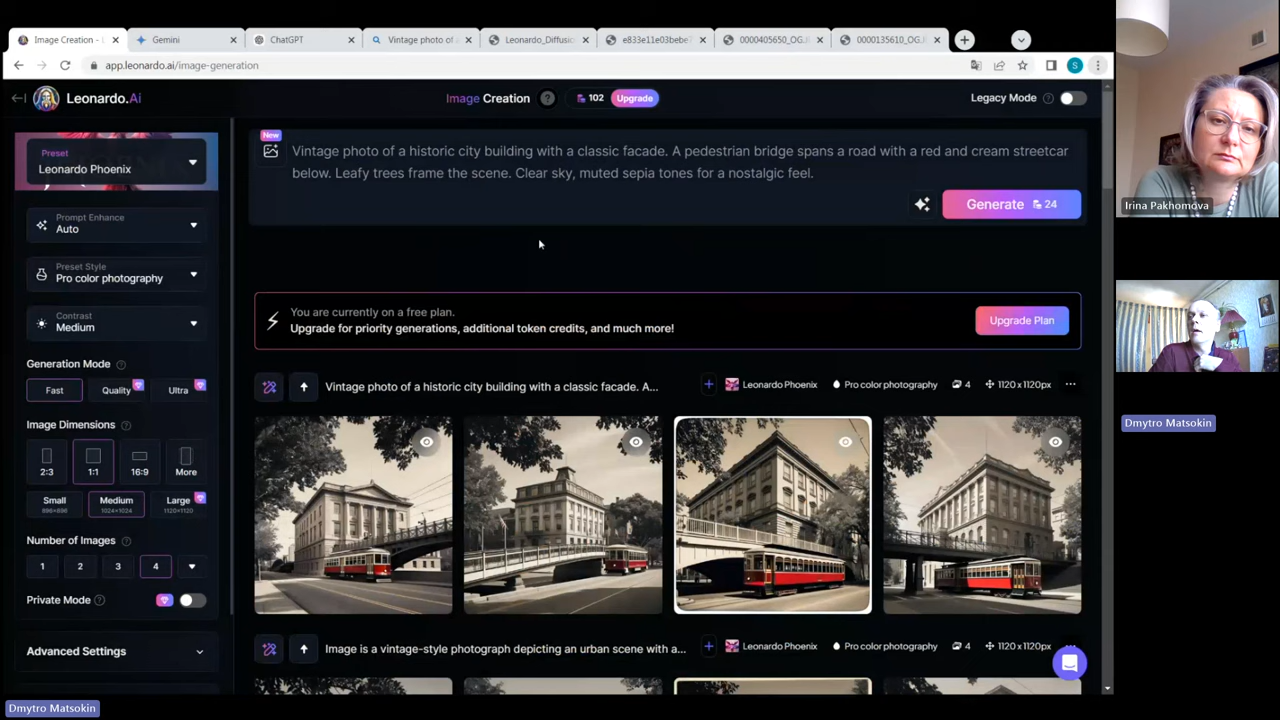 Image Creation - L
Gemini
ChatGPT
Vintage photo of a
Leonardo_Diffusio
e833e11e03bebe7
0000405650_OG.J
0000135610_OG.J
app.leonardo.ai/image-generation
S
Leonardo.Ai
Image Creation
102
Upgrade
Legacy Mode
Preset
Leonardo Phoenix
New
Vintage photo of a historic city building with a classic facade. A pedestrian bridge spans a road with a red and cream streetcar
below. Leafy trees frame the scene. Clear sky, muted sepia tones for a nostalgic feel.
Generate 24
Prompt Enhance
Auto
Preset Style
Pro color photography
Contrast
Medium
Generation Mode
Fast
Quality
Ultra
Image Dimensions
2:3
1:1
16:9
More
Small
896×896
Medium
1024×1024
Large
1120×1120
Number of Images
1
2
3
4
Private Mode
Advanced Settings
You are currently on a free plan.
Upgrade for priority generations, additional token credits, and much more!
Upgrade Plan
Vintage photo of a historic city building with a classic facade. A...
Leonardo Phoenix
Pro color photography
4
1120 x 1120px
Image is a vintage-style photograph depicting an urban scene with a...
Leonardo Phoenix
Pro color photography
4
1120 x 1120px
Irina Pakhomova
Dmytro Matsokin
Dmytro Matsokin